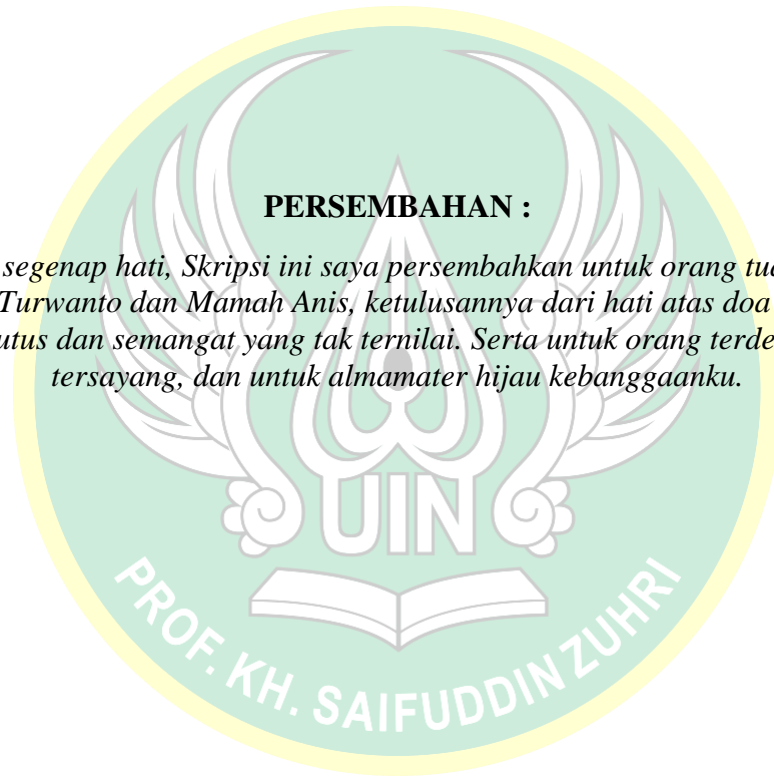 PERSEMBAHAN :
segenap hati, Skripsi ini saya persembahkan untuk orang tua
Turwanto dan Mamah Anis, ketulusannya dari hati atas doa
dan semangat yang tak ternilai. Serta untuk orang
tersayang, dan untuk almamater hijau kebanggaanku.
UIN
PROF. KH. SAIFUDDIN ZUHRI